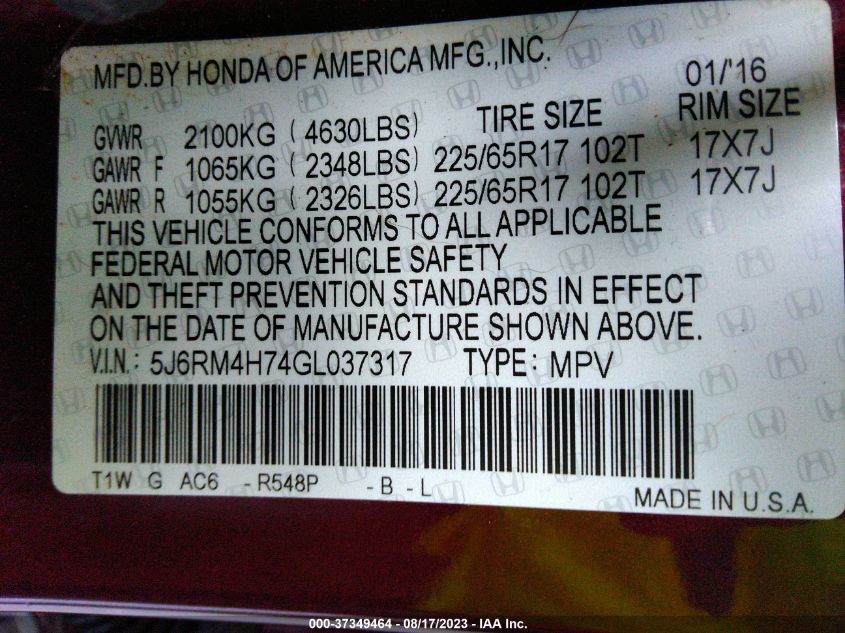 MFD.BY HONDA OF AMERICA MFG.,INC. 01/'16
GVWR 2100KG ( 4630LBS) TIRE SIZE RIM SIZE
GAWR F 1065KG ( 2348LBS) 225/65R17 102T 17X7J
GAWR R 1055KG ( 2326LBS) 225/65R17 102T 17X7J
THIS VEHICLE CONFORMS TO ALL APPLICABLE
FEDERAL MOTOR VEHICLE SAFETY
AND THEFT PREVENTION STANDARDS IN EFFECT
ON THE DATE OF MANUFACTURE SHOWN ABOVE.
V.I.N.: 5J6RM4H74GL037317 TYPE: MPV
T1W G AC6 -R548P -B -L
MADE IN U.S.A.
000-37349464 - 08/17/2023 - IAA Inc.